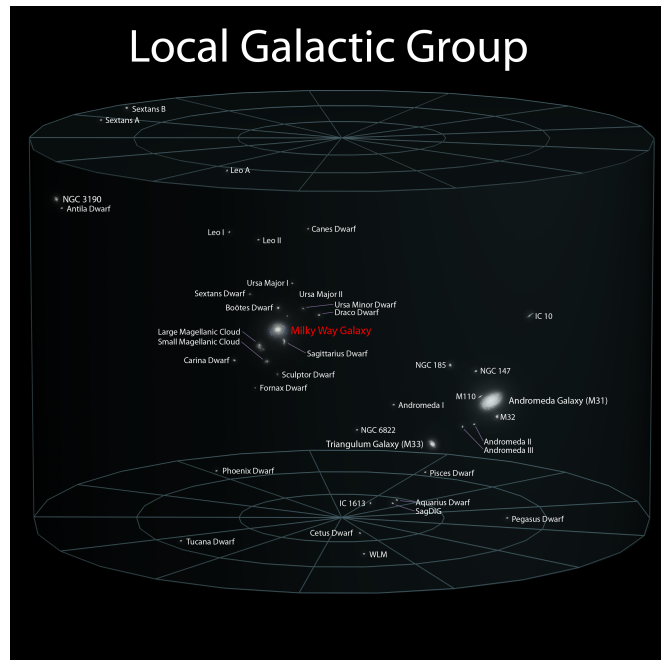 Local Galactic Group
Sextans B
Sextans A
Leo A
NGC 3190
Antila Dwarf
Canes Dwarf
Leo I
Leo II
Ursa Major I
Sextans Dwarf
Ursa Major II
Ursa Minor Dwarf
Boötes Dwarf
Draco Dwarf
IC 10
Milky Way Galaxy
Large Magellanic Cloud
Small Magellanic Cloud
Sagittarius Dwarf
Carina Dwarf
NGC 185
NGC 147
Sculptor Dwarf
Fornax Dwarf
M110
Andromeda Galaxy (M31)
Andromeda I
M32
NGC 6822
Triangulum Galaxy (M33)
Andromeda II
Andromeda III
Phoenix Dwarf
Pisces Dwarf
IC 1613
Aquarius Dwarf
SagDIG
Pegasus Dwarf
Cetus Dwarf
Tucana Dwarf
WLM